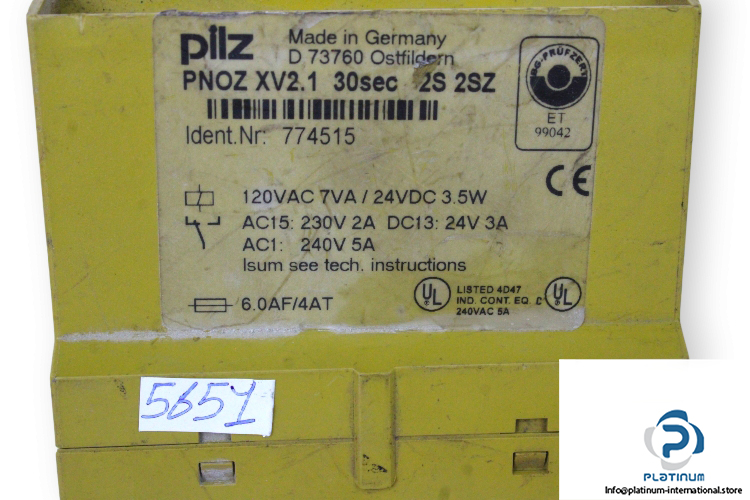 pilz
Made in Germany
D 73760 Ostfildern
PNOZ XV2.1 30sec 2S 2SZ
Ident.Nr: 774515
BG-PRÜFZERT
ET
99042
CE
120VAC 7VA / 24VDC 3.5W
AC15: 230V 2A DC13: 24V 3A
AC1: 240V 5A
Isum see tech. instructions
6.0AF/4AT
UL
LISTED 4D47
IND. CONT. EQ.
240VAC 5A
UL
5651
PLATINUM
Info@platinum-international.store